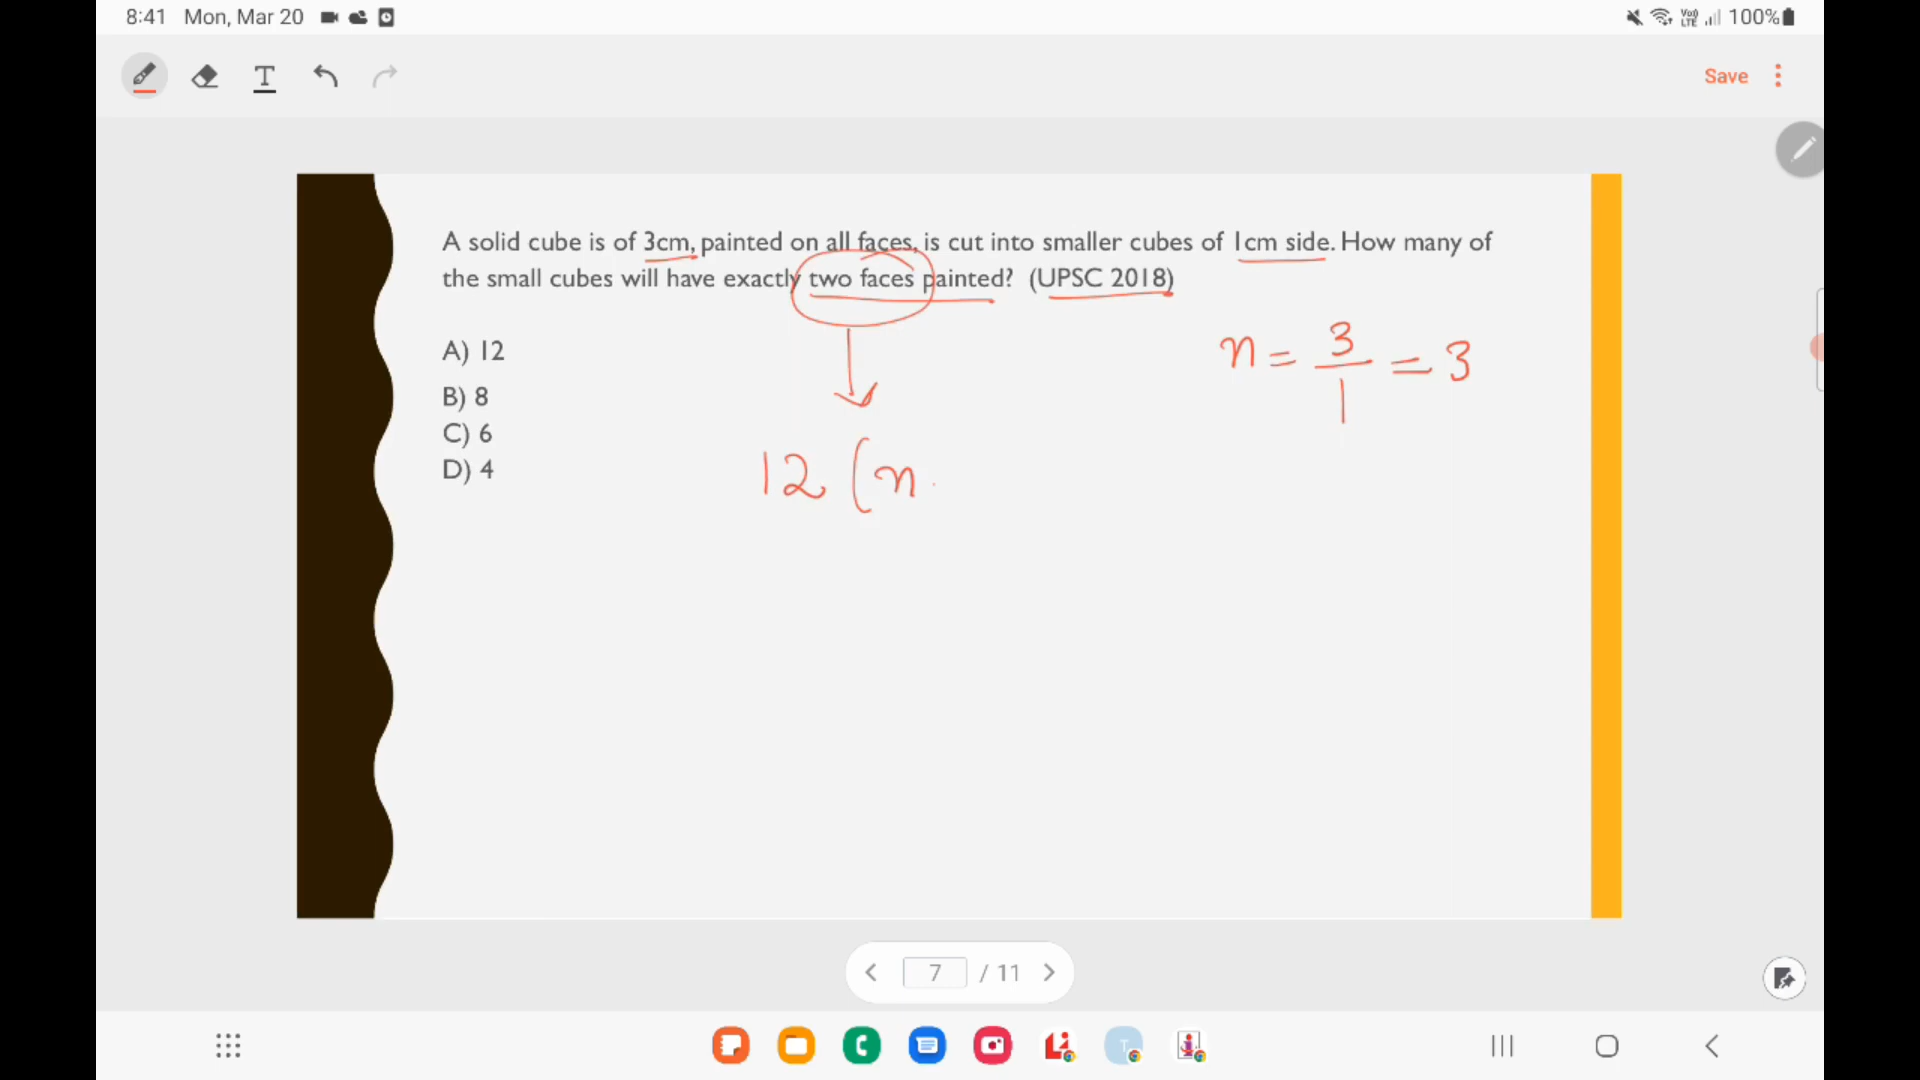 8:41 Mon, Mar 20
Vo) LTE 100%
T Save
A solid cube is of 3cm, painted on all faces, is cut into smaller cubes of 1cm side. How many of
the small cubes will have exactly two faces painted? (UPSC 2018)
n = 3/1 = 3
A) 12
B) 8
C) 6
D) 4
12 (n
7 / 11